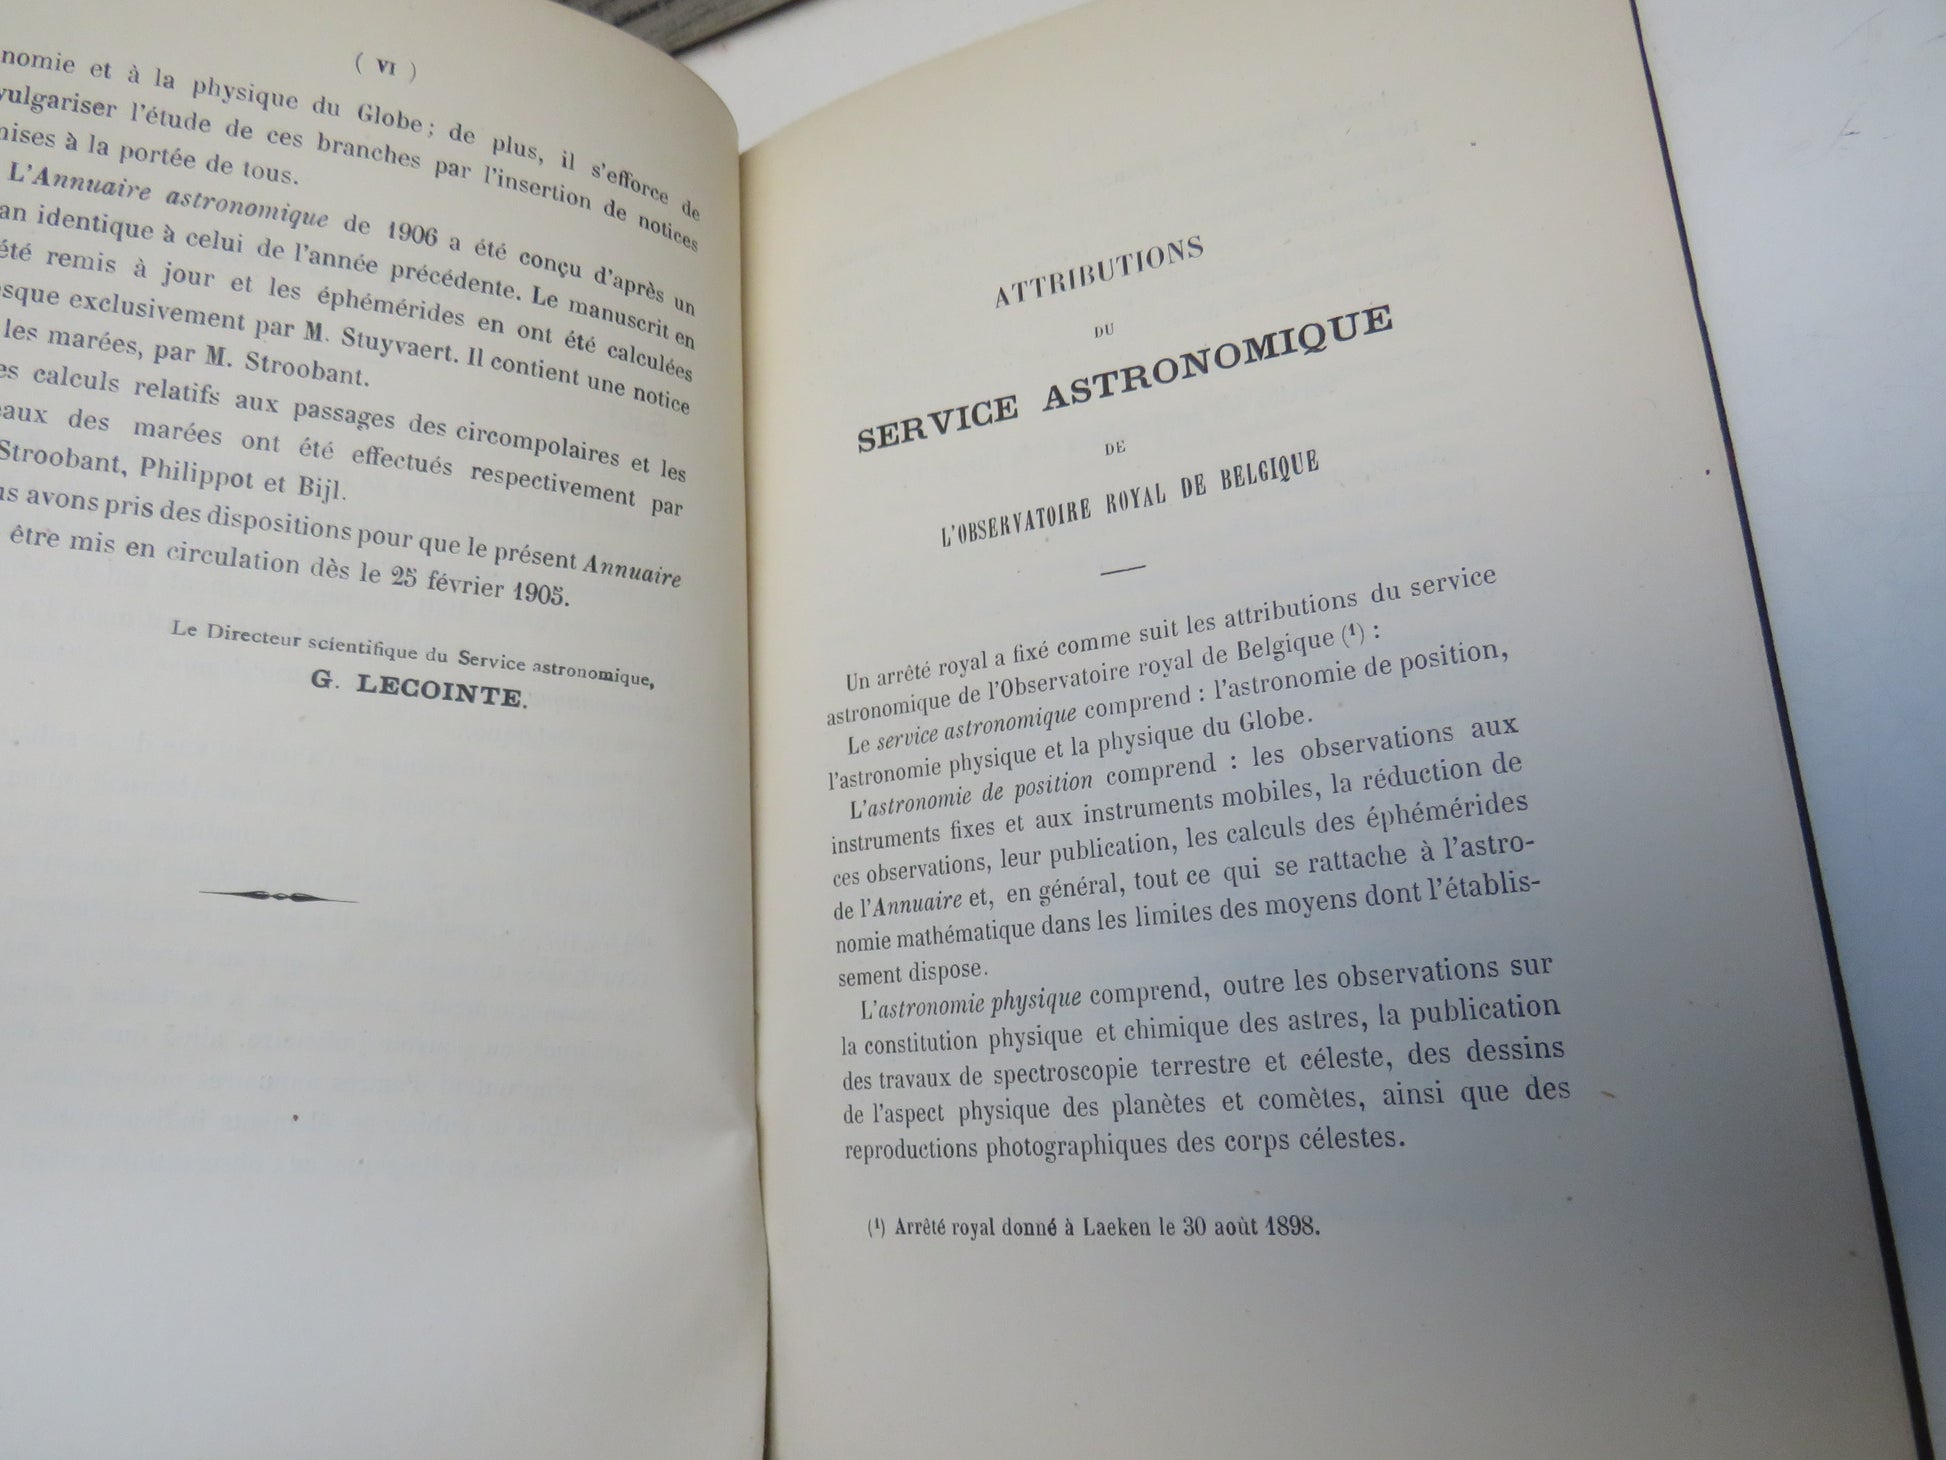 ( VI )
nomie et à la physique du Globe; de plus, il s'efforce de
vulgariser l'étude de ces branches par l'insertion de notices
mises à la portée de tous.
L'Annuaire astronomique de 1906 a été conçu d'après un
an identique à celui de l'année précédente. Le manuscrit en
été remis à jour et les éphémérides en ont été calculées
esque exclusivement par M. Stuyvaert. Il contient une notice
les marées, par M. Stroobant.
es calculs relatifs aux passages des circompolaires et les
eaux des marées ont été effectués respectivement par
Stroobant, Philippot et Bijl.
us avons pris des dispositions pour que le présent Annuaire
être mis en circulation dès le 25 février 1905.
Le Directeur scientifique du Service astronomique,
G. LECOINTE.
ATTRIBUTIONS
DU
SERVICE ASTRONOMIQUE
DE
L'OBSERVATOIRE ROYAL DE BELGIQUE
Un arrêté royal a fixé comme suit les attributions du service
astronomique de l'Observatoire royal de Belgique (1) :
Le service astronomique comprend : l'astronomie de position,
l'astronomie physique et la physique du Globe.
L'astronomie de position comprend : les observations aux
instruments fixes et aux instruments mobiles, la réduction de
ces observations, leur publication, les calculs des éphémérides
de l'Annuaire et, en général, tout ce qui se rattache à l'astro-
nomie mathématique dans les limites des moyens dont l'établis-
sement dispose.
L'astronomie physique comprend, outre les observations sur
la constitution physique et chimique des astres, la publication
des travaux de spectroscopie terrestre et céleste, des dessins
de l'aspect physique des planètes et comètes, ainsi que des
reproductions photographiques des corps célestes.
(1) Arrêté royal donné à Laeken le 30 août 1898.